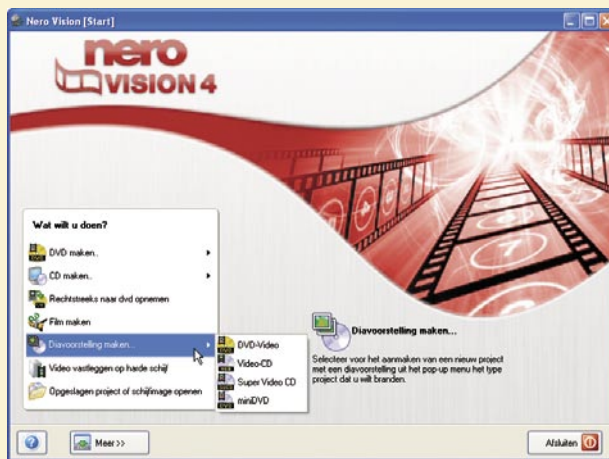 Nero Vision [Start]
nero
VISION 4
Wat wilt u doen?
DVD maken..
CD maken..
Rechtstreeks naar dvd opnemen
Film maken
Diavoorstelling maken...
Video vastleggen op harde schijf
Opgeslagen project of schijfimage openen
DVD-Video
Video-CD
Super Video CD
miniDVD
Diavoorstelling maken...
Selecteer voor het aanmaken van een nieuw project
met een diavoorstelling uit het pop-up menu het type
project dat u wilt branden.
Meer >>
Afsluiten